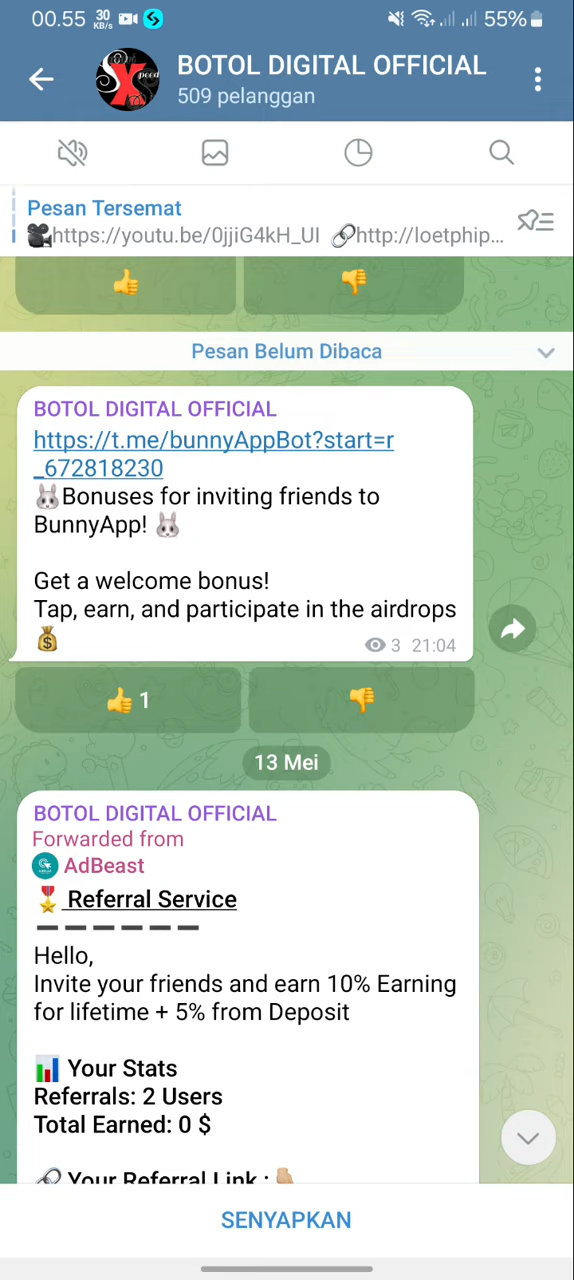 00.55 30 KB/s 55%
BOTOL DIGITAL OFFICIAL
509 pelanggan
Pesan Tersemat
https://youtu.be/0jjiG4kH_UI http://loetphip...
Pesan Belum Dibaca
BOTOL DIGITAL OFFICIAL
https://t.me/bunnyAppBot?start=r
_672818230
🐰Bonuses for inviting friends to
BunnyApp! 🐰
Get a welcome bonus!
Tap, earn, and participate in the airdrops
💰 3 21:04
👍 1 👎
13 Mei
BOTOL DIGITAL OFFICIAL
Forwarded from
AdBeast
🎖 Referral Service
➖➖➖➖➖➖
Hello,
Invite your friends and earn 10% Earning
for lifetime + 5% from Deposit
📊 Your Stats
Referrals: 2 Users
Total Earned: 0 $
🔗 Your Referral Link :
SENYAPKAN